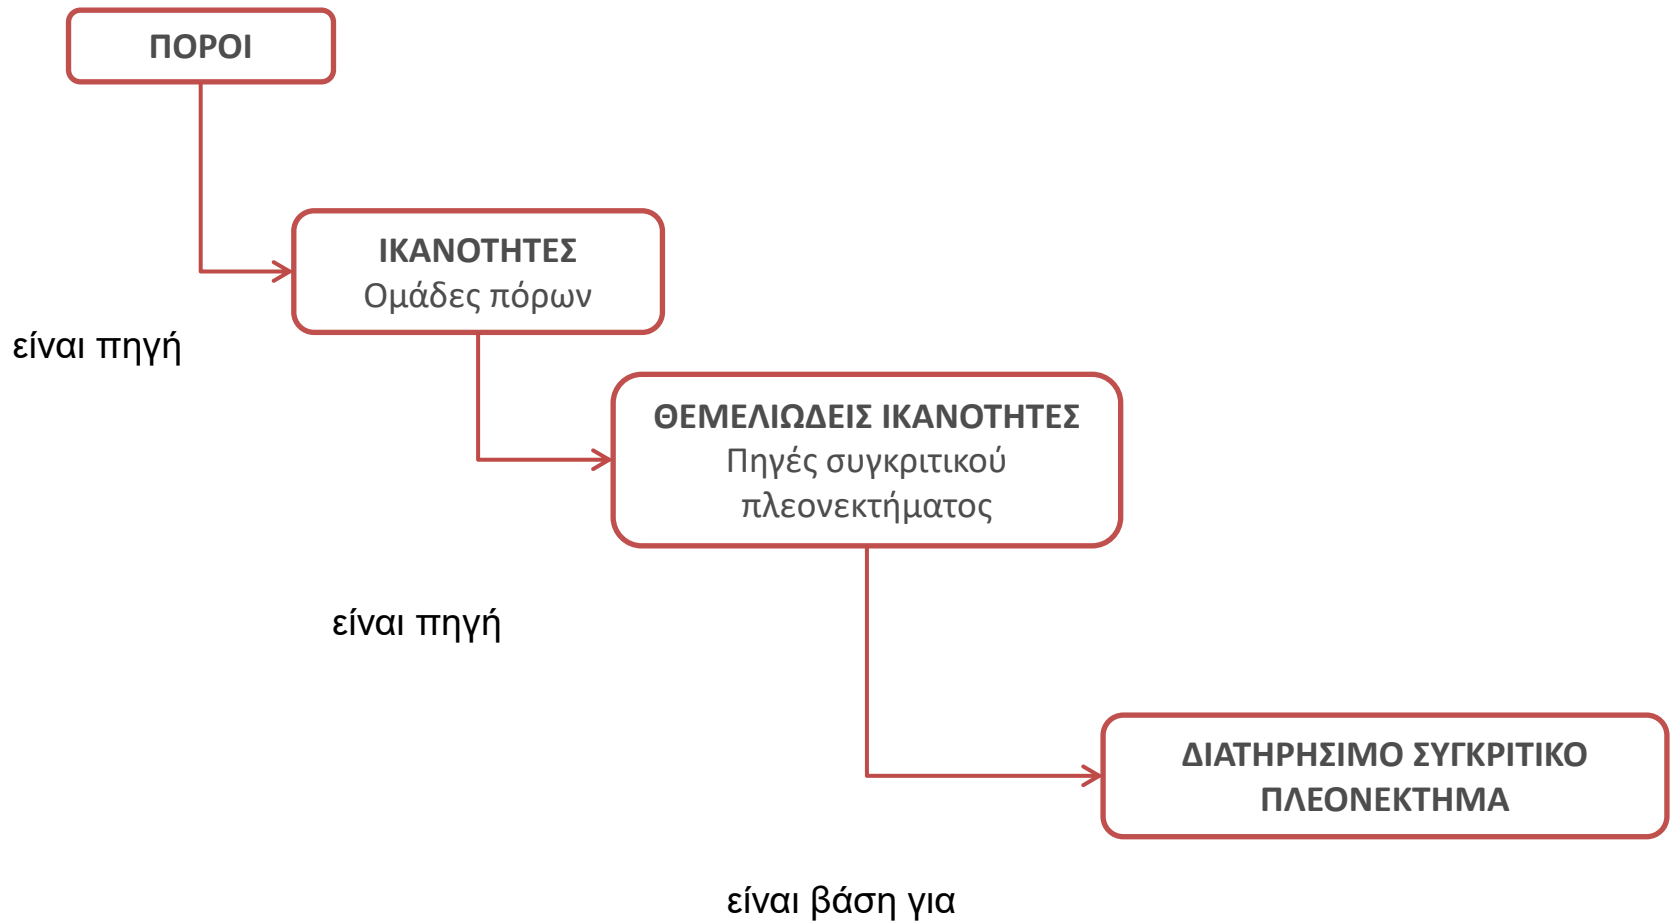 ΠΟΡΟΙ
ΙΚΑΝΟΤΗΤΕΣ
Ομάδες πόρων
είναι πηγή
ΘΕΜΕΛΙΩΔΕΙΣ ΙΚΑΝΟΤΗΤΕΣ
Πηγές συγκριτικού
πλεονεκτήματος
είναι πηγή
ΔΙΑΤΗΡΗΣΙΜΟ ΣΥΓΚΡΙΤΙΚΟ
ΠΛΕΟΝΕΚΤΗΜΑ
είναι βάση για